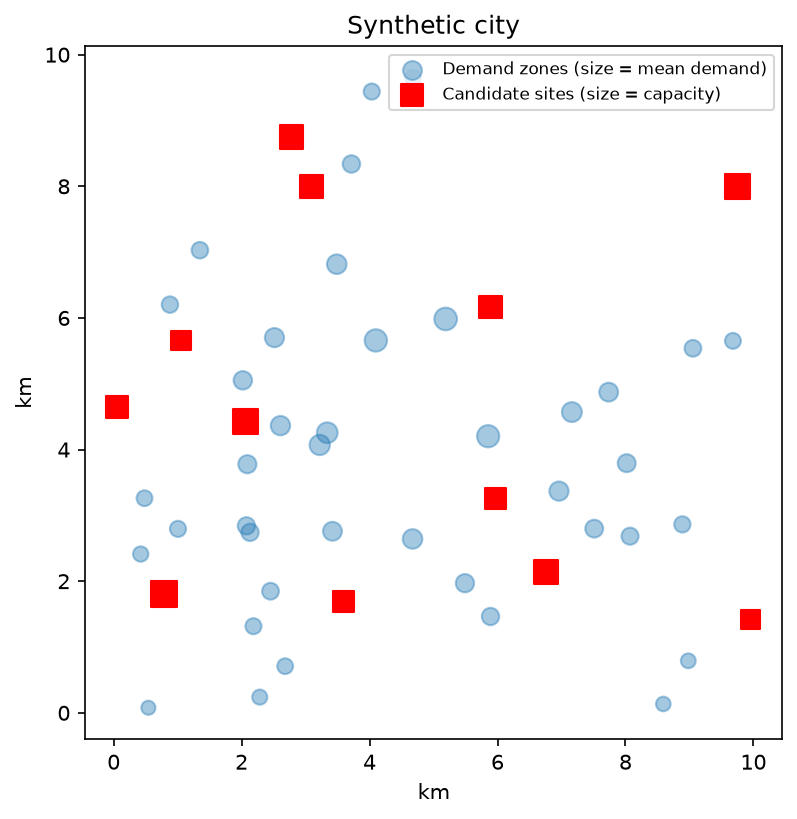 Synthetic city
Demand zones (size = mean demand)
Candidate sites (size = capacity)
10
8
6
4
2
0
km
0 2 4 6 8 10
km